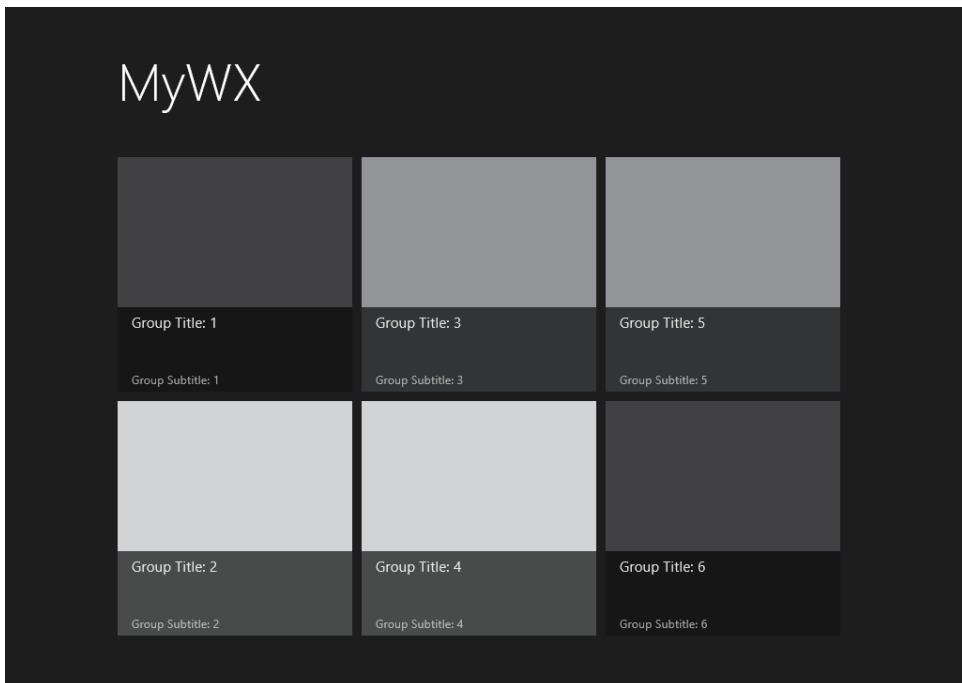 MyWX
Group Title: 1
Group Subtitle: 1
Group Title: 3
Group Subtitle: 3
Group Title: 5
Group Subtitle: 5
Group Title: 2
Group Subtitle: 2
Group Title: 4
Group Subtitle: 4
Group Title: 6
Group Subtitle: 6